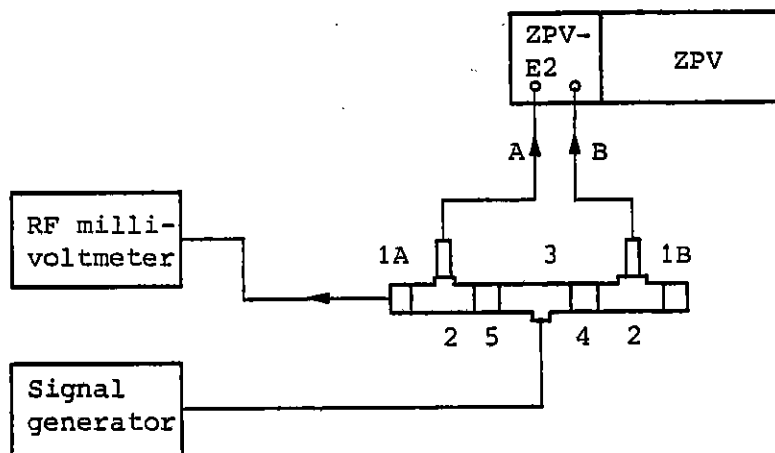 ZPV-
E2
ZPV
A
B
RF milli-
voltmeter
1A
3
1B
2
5
4
2
Signal
generator